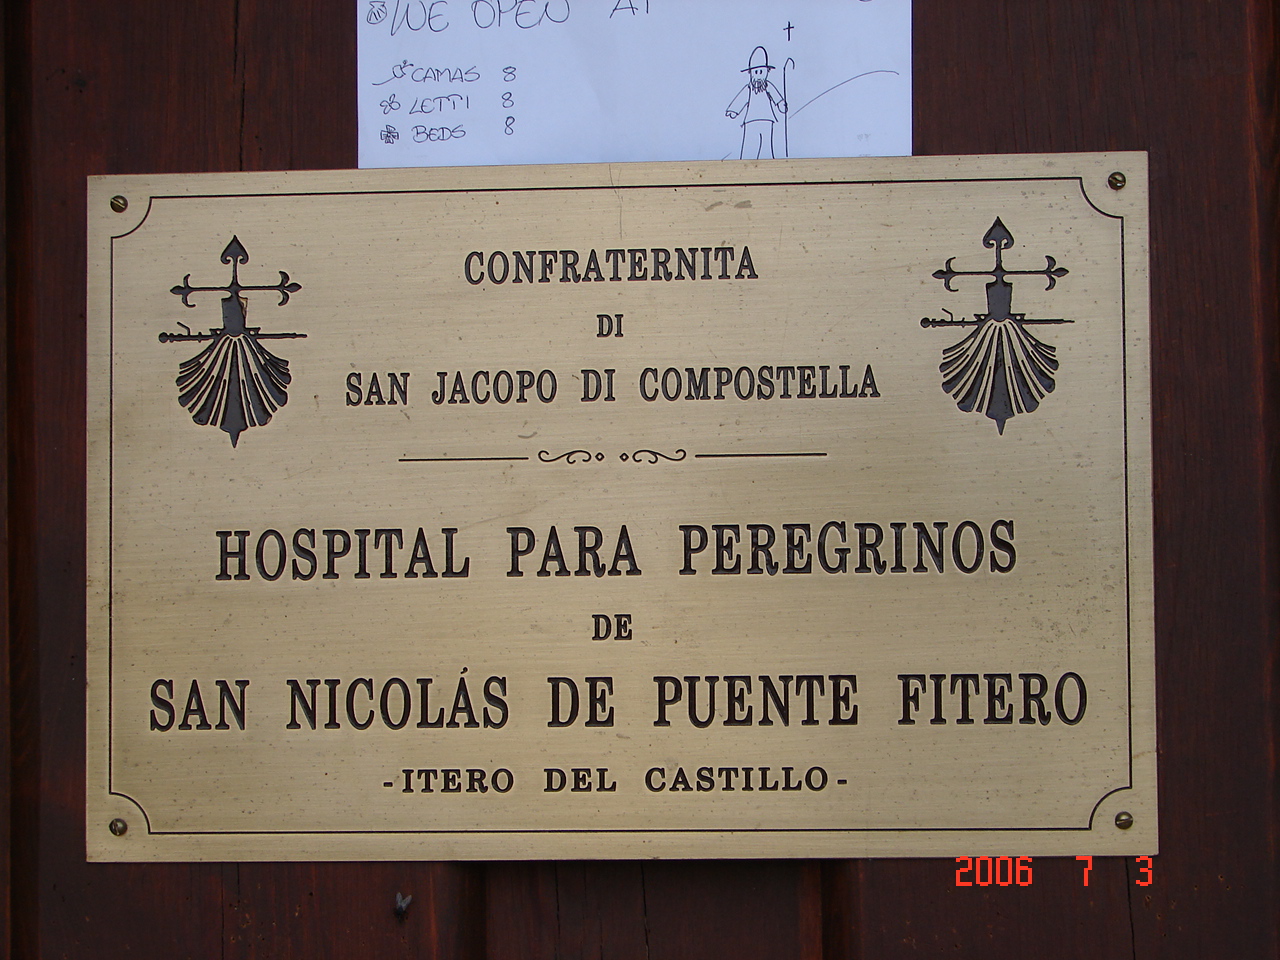 WE OPEN AT
CAMAS 8
LETTI 8
BEDS 8
CONFRATERNITA
DI
SAN JACOPO DI COMPOSTELLA
HOSPITAL PARA PEREGRINOS
DE
SAN NICOLÁS DE PUENTE FITERO
-ITERO DEL CASTILLO-
2006 7 3